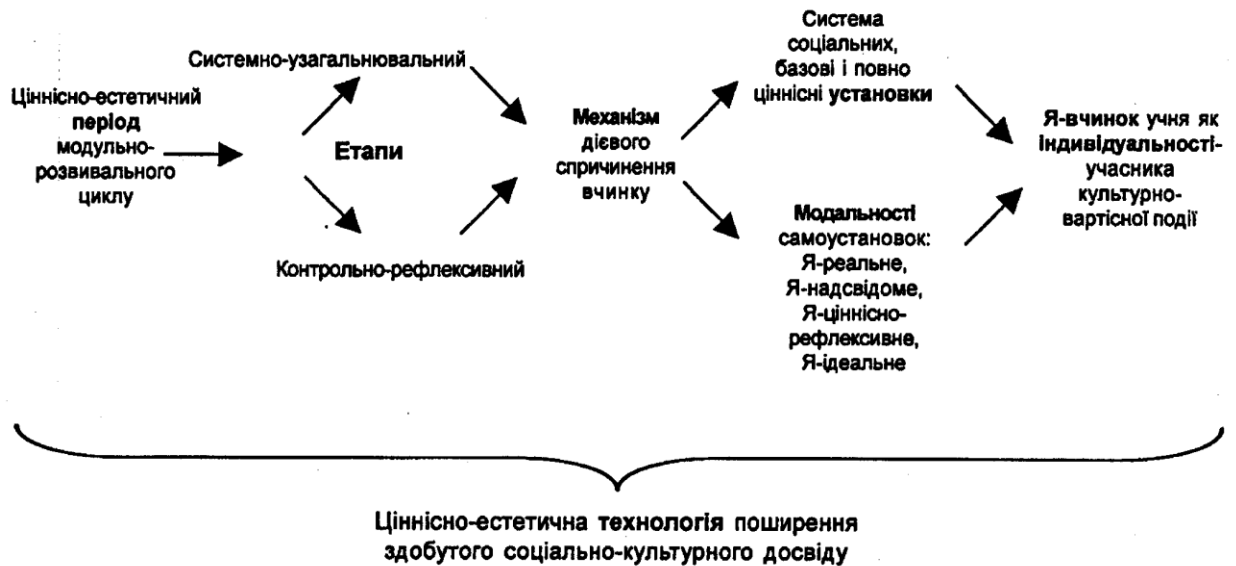 Ціннісно-естетичний
період
модульно-
розвивального
циклу
Системно-узагальнювальний
Етапи
Контрольно-рефлексивний
Механізм
дієвого
спричинення
вчинку
Система
соціальних,
базові і повно
ціннісні установки
Модальності
самоустановок:
Я-реальне,
Я-надсвідоме,
Я-ціннісно-
рефлексивне,
Я-ідеальне
Я-вчинок учня як
індивідуальності-
учасника
культурно-
вартісної події
Ціннісно-естетична технологія поширення
здобутого соціально-культурного досвіду